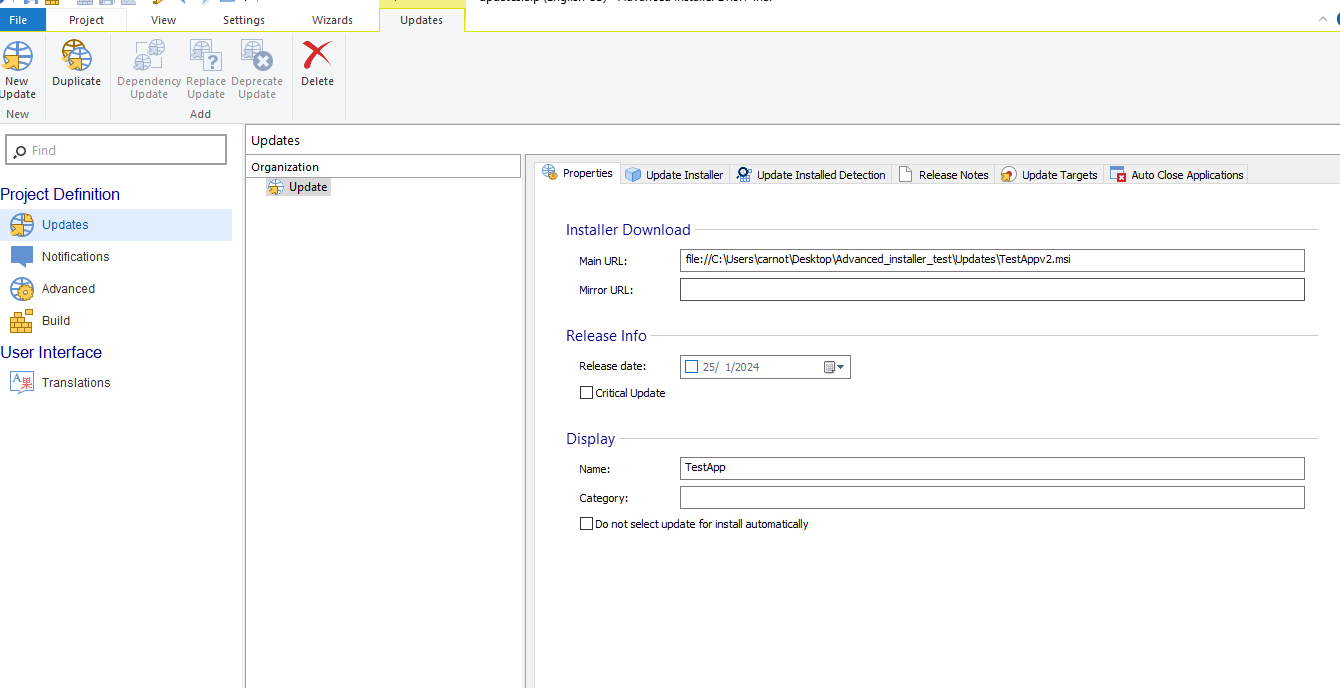 File Project View Settings Wizards Updates
New Update
Duplicate
Dependency Update
Replace Update
Deprecate Update
Delete
New
Add
Find
Project Definition
Updates
Notifications
Advanced
Build
User Interface
Translations
Updates
Organization
Update
Properties Update Installer Update Installed Detection Release Notes Update Targets Auto Close Applications
Installer Download
Main URL: file://C:\Users\carnot\Desktop\Advanced_installer_test\Updates\TestAppv2.msi
Mirror URL:
Release Info
Release date: 25/ 1/2024
Critical Update
Display
Name: TestApp
Category:
Do not select update for install automatically